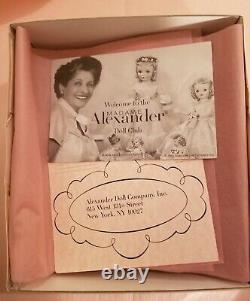 Welcome to the
MADAME
Alexander
Doll Club
Alexander Doll Company, Inc.
615 West 131st Street
New York, NY 10027